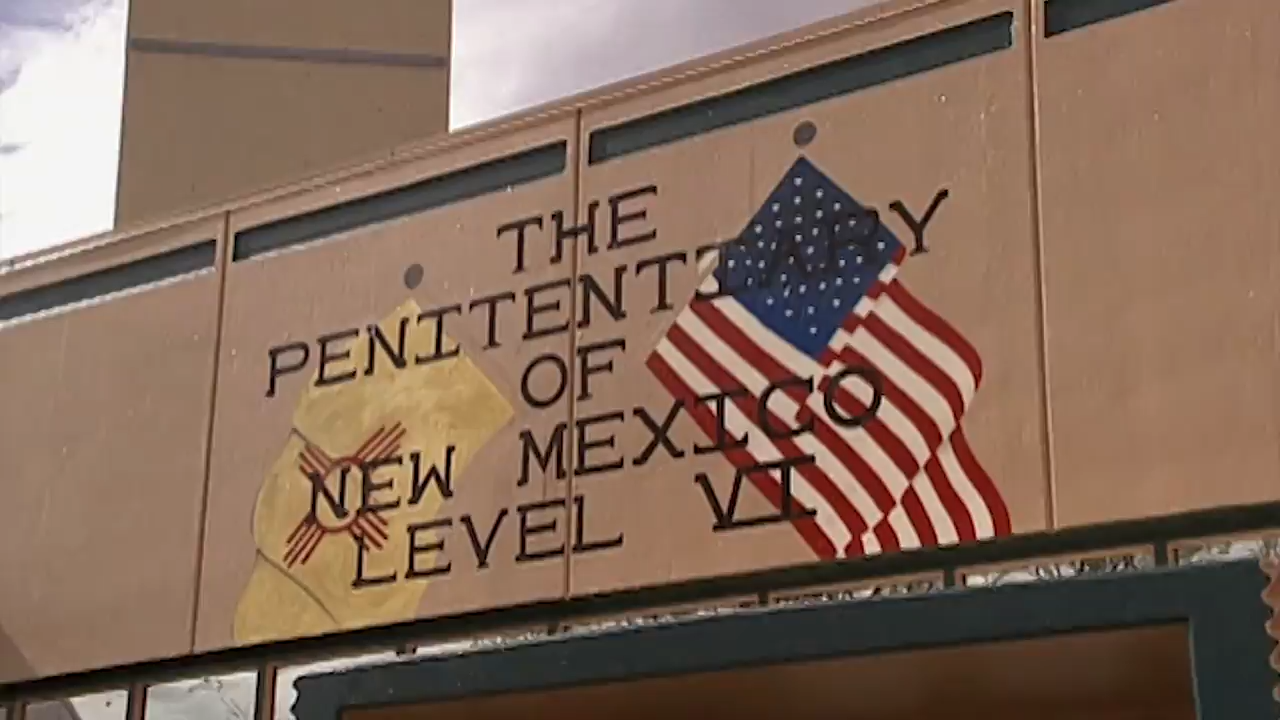 THE
PENITENTIARY
OF
NEW MEXICO
LEVEL VI